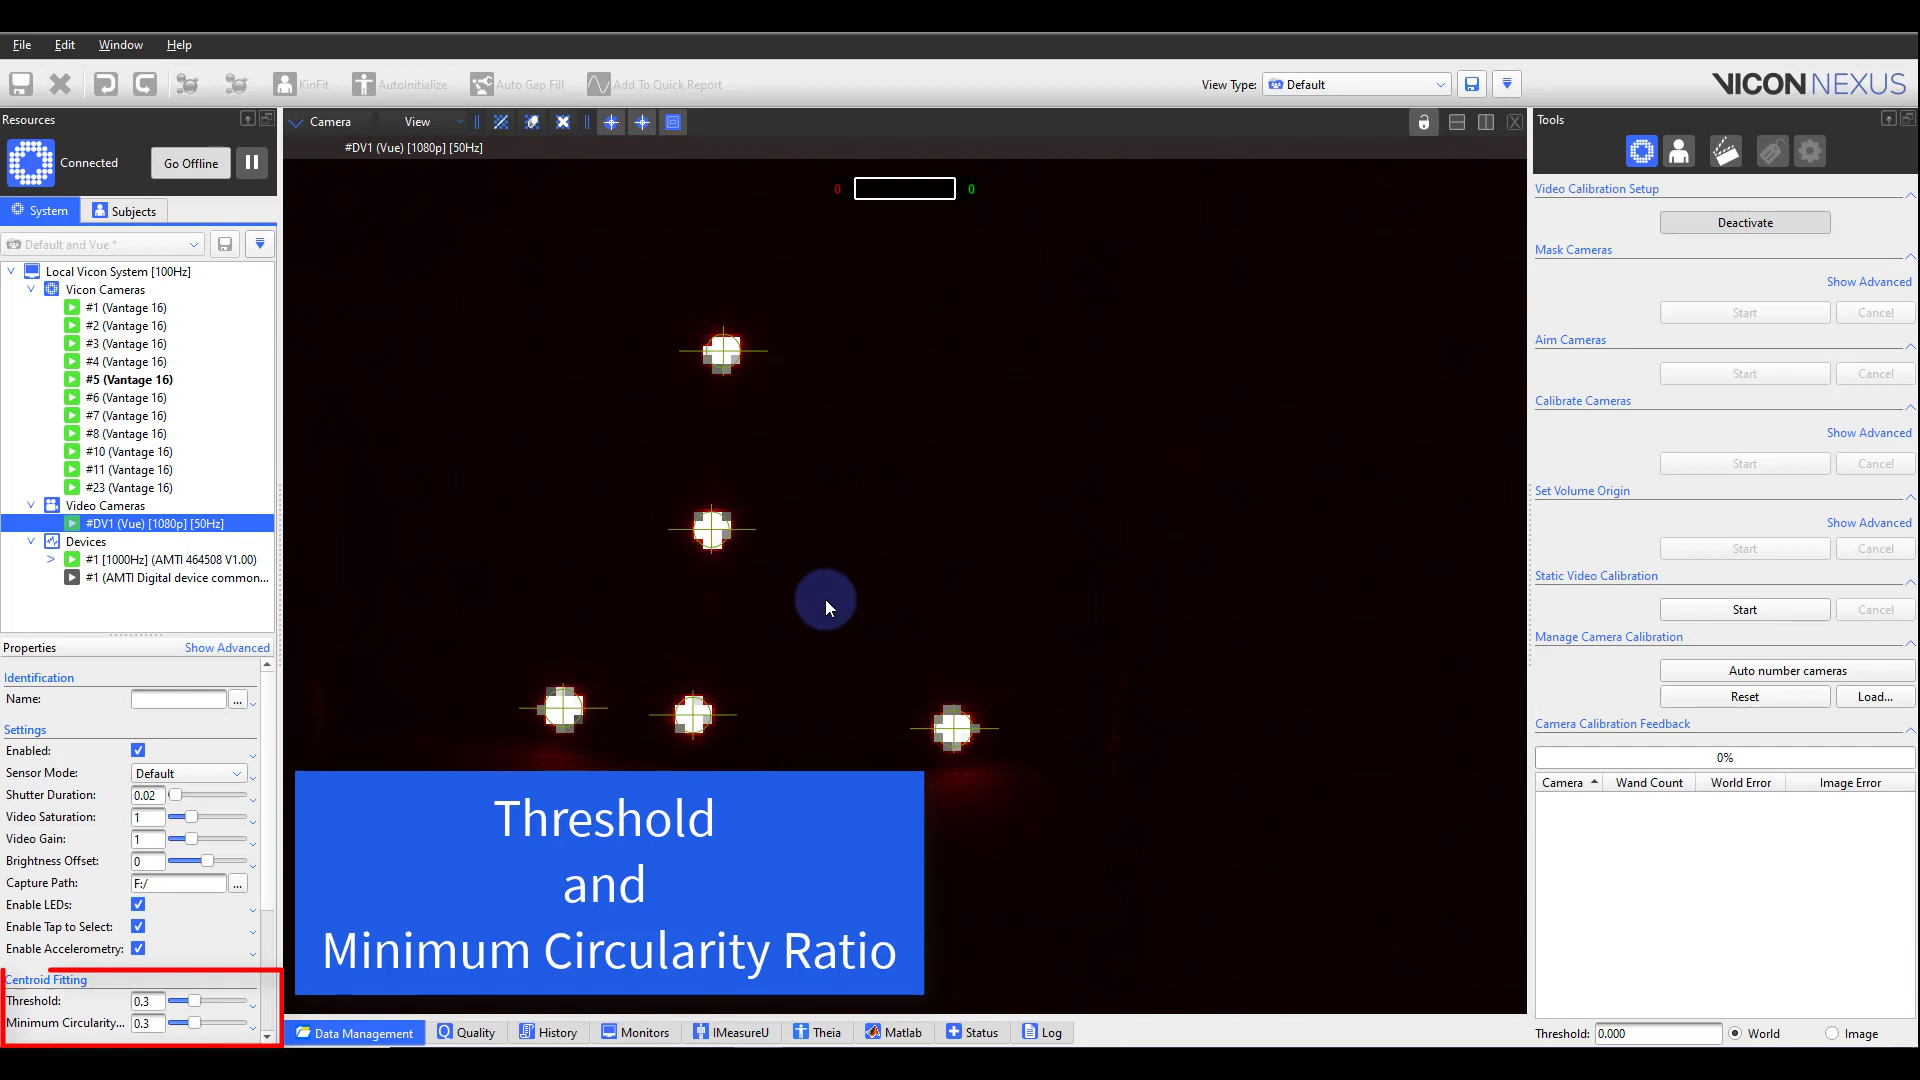 File Edit Window Help
KinFit AutoInitialize Auto Gap Fill Add To Quick Report View Type: Default VICON NEXUS
Resources
Connected Go Offline
System Subjects
Default and Vue *
Local Vicon System [100Hz]
Vicon Cameras
#1 (Vantage 16)
#2 (Vantage 16)
#3 (Vantage 16)
#4 (Vantage 16)
#5 (Vantage 16)
#6 (Vantage 16)
#7 (Vantage 16)
#8 (Vantage 16)
#10 (Vantage 16)
#11 (Vantage 16)
#23 (Vantage 16)
Video Cameras
#DV1 (Vue) [1080p] [50Hz]
Devices
#1 [1000Hz] (AMTI 464508 V1.00)
#1 (AMTI Digital device common...
Properties Show Advanced
Identification
Name: ...
Settings
Enabled:
Sensor Mode: Default
Shutter Duration: 0.02
Video Saturation: 1
Video Gain: 1
Brightness Offset: 0
Capture Path: F:/ ...
Enable LEDs:
Enable Tap to Select:
Enable Accelerometry:
Centroid Fitting
Threshold: 0.3
Minimum Circularity... 0.3
Camera View
#DV1 (Vue) [1080p] [50Hz]
0 0
Threshold
and
Minimum Circularity Ratio
Data Management Quality History Monitors IMeasureU Theia Matlab Status Log
Tools
Video Calibration Setup
Deactivate
Mask Cameras
Show Advanced
Start Cancel
Aim Cameras
Start Cancel
Calibrate Cameras
Show Advanced
Start Cancel
Set Volume Origin
Show Advanced
Start Cancel
Static Video Calibration
Start Cancel
Manage Camera Calibration
Auto number cameras
Reset Load...
Camera Calibration Feedback
0%
Camera Wand Count World Error Image Error
Threshold: 0.000 World Image